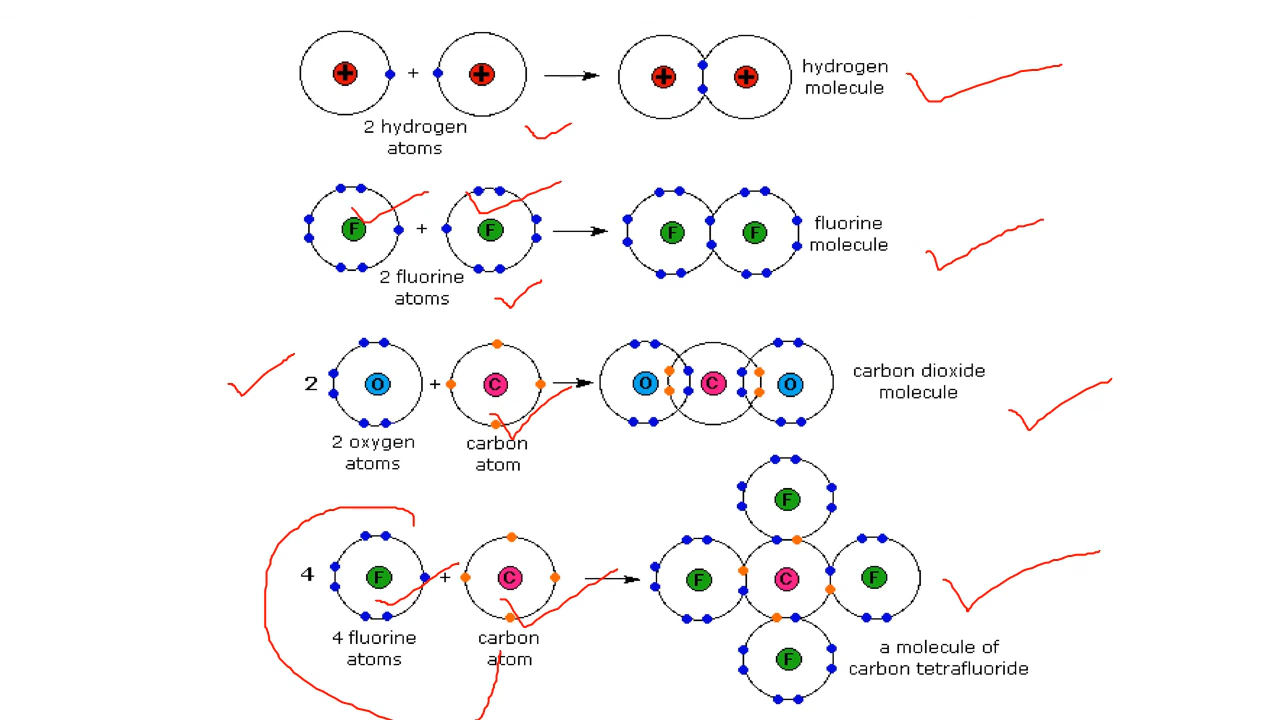 +
hydrogen
molecule
2 hydrogen
atoms
F + F F F
fluorine
molecule
2 fluorine
atoms
2 O + C O C O
carbon dioxide
molecule
2 oxygen
atoms
carbon
atom
F
4 F + C F C F
4 fluorine
atoms
carbon
atom
F
a molecule of
carbon tetrafluoride